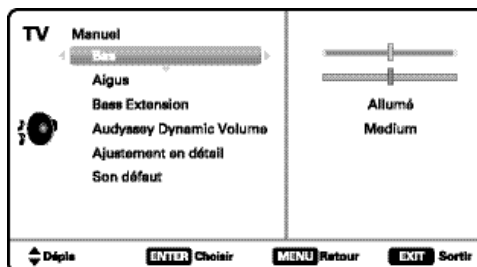 TV
Manuel
Bas
Aigus
Bass Extension
Allumé
Audyssey Dynamic Volume
Medium
Ajustement en détail
Son défaut
Dépla
ENTER Choisir
MENU Retour
EXIT Sortir